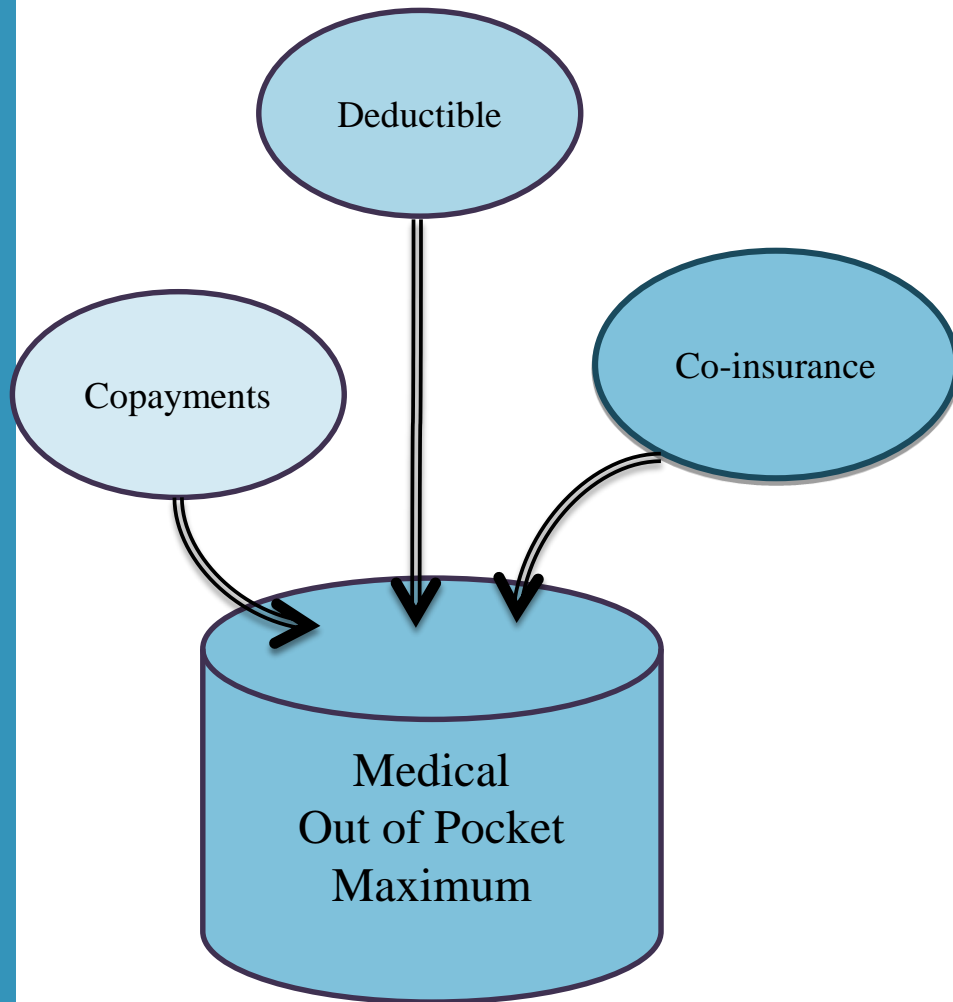 Deductible
Copayments
Co-insurance
Medical
Out of Pocket
Maximum